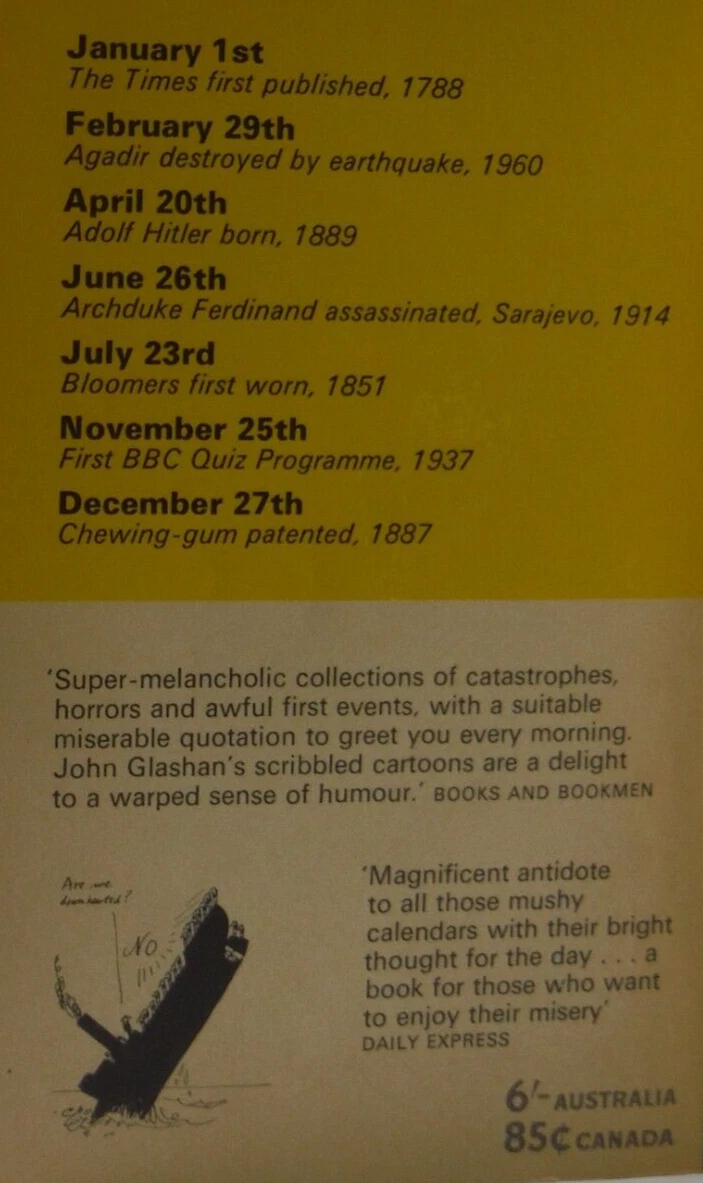 January 1st
The Times first published, 1788
February 29th
Agadir destroyed by earthquake, 1960
April 20th
Adolf Hitler born, 1889
June 26th
Archduke Ferdinand assassinated, Sarajevo, 1914
July 23rd
Bloomers first worn, 1851
November 25th
First BBC Quiz Programme, 1937
December 27th
Chewing-gum patented, 1887
'Super-melancholic collections of catastrophes,
horrors and awful first events, with a suitable
miserable quotation to greet you every morning.
John Glashan's scribbled cartoons are a delight
to a warped sense of humour.' BOOKS AND BOOKMEN
Are we
downhearted?
NO
'Magnificent antidote
to all those mushy
calendars with their bright
thought for the day . . . a
book for those who want
to enjoy their misery'
DAILY EXPRESS
6'- AUSTRALIA
85¢ CANADA